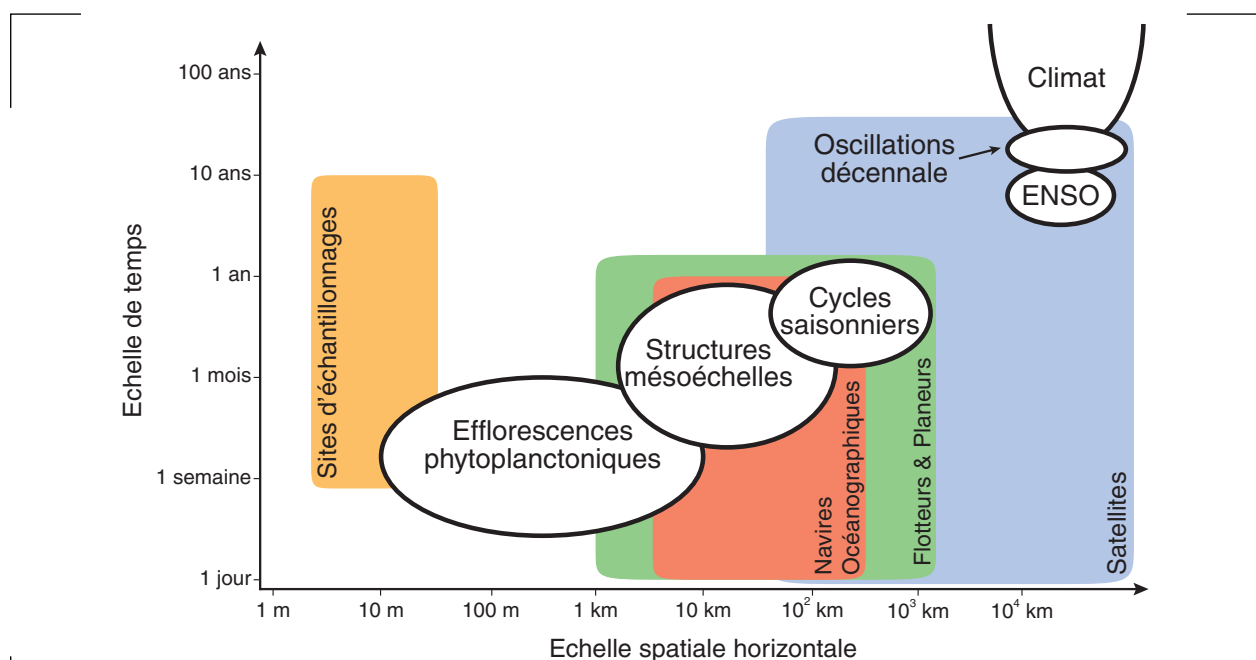 Echelle de temps
100 ans
10 ans
1 an
1 mois
1 semaine
1 jour
Climat
Oscillations
décennale
ENSO
Cycles
saisonniers
Structures
mésoéchelles
Efflorescences
phytoplanctoniques
Sites d'échantillonnages
Navires
Océanographiques
Flotteurs & Planeurs
Satellites
1 m
10 m
100 m
1 km
10 km
10² km
10³ km
10⁴ km
Echelle spatiale horizontale